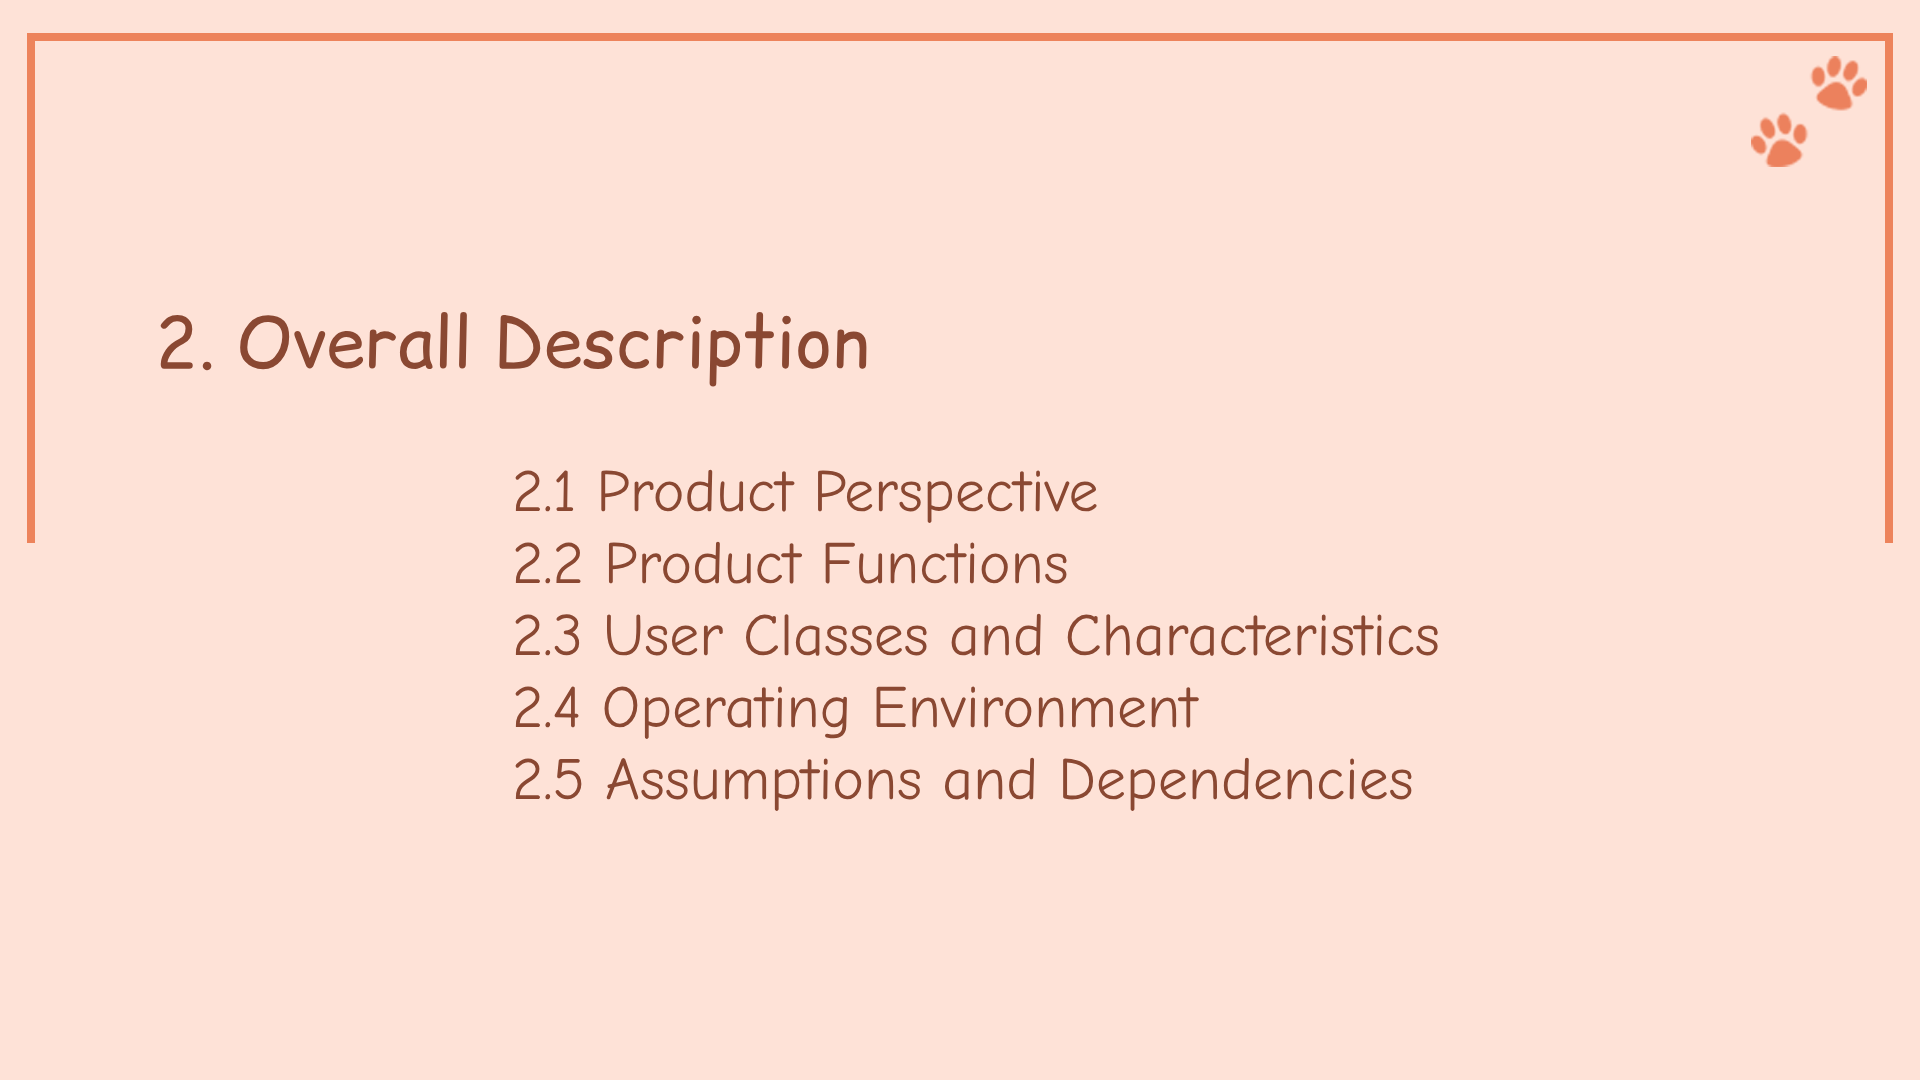 2. Overall Description
2.1 Product Perspective
2.2 Product Functions
2.3 User Classes and Characteristics
2.4 Operating Environment
2.5 Assumptions and Dependencies